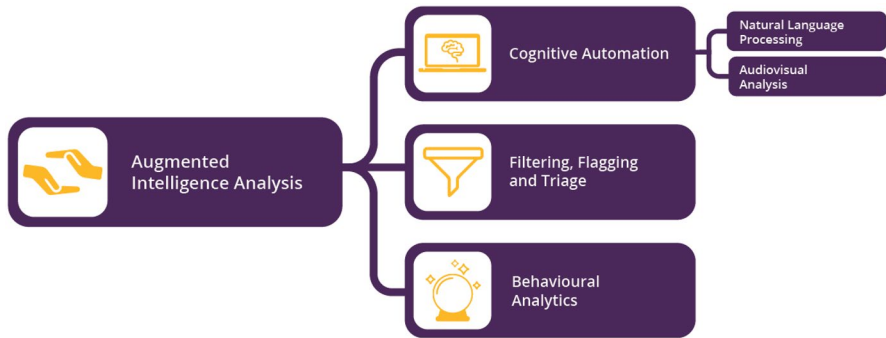 Augmented
Intelligence Analysis
Cognitive Automation
Natural Language
Processing
Audiovisual
Analysis
Filtering, Flagging
and Triage
Behavioural
Analytics